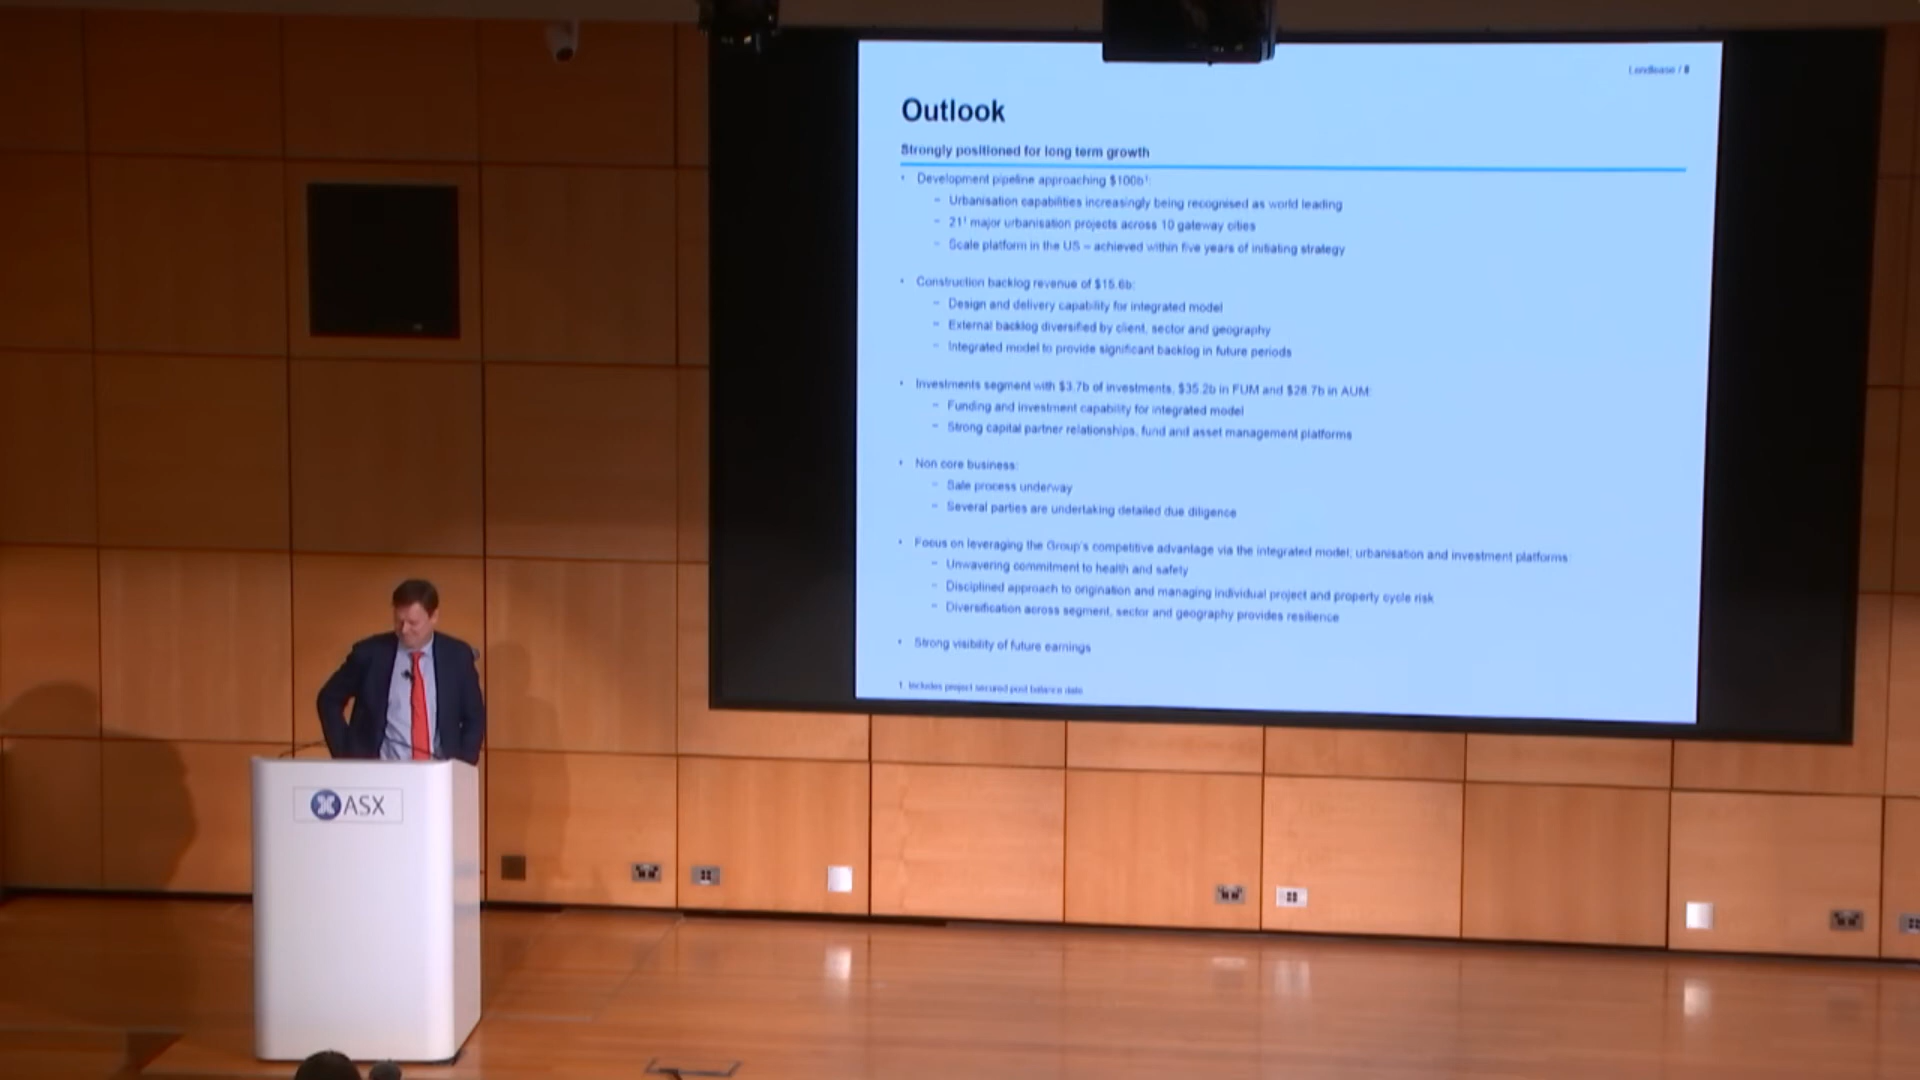 Lendlease / 8
Outlook
Strongly positioned for long term growth
• Development pipeline approaching $100b¹:
– Urbanisation capabilities increasingly being recognised as world leading
– 21¹ major urbanisation projects across 10 gateway cities
– Scale platform in the US – achieved within five years of initiating strategy
• Construction backlog revenue of $15.6b:
– Design and delivery capability for integrated model
– External backlog diversified by client, sector and geography
– Integrated model to provide significant backlog in future periods
• Investments segment with $3.7b of investments, $35.2b in FUM and $28.7b in AUM:
– Funding and investment capability for integrated model
– Strong capital partner relationships, fund and asset management platforms
• Non core business:
– Sale process underway
– Several parties are undertaking detailed due diligence
• Focus on leveraging the Group's competitive advantage via the integrated model; urbanisation and investment platforms:
– Unwavering commitment to health and safety
– Disciplined approach to origination and managing individual project and property cycle risk
– Diversification across segment, sector and geography provides resilience
• Strong visibility of future earnings
1. Includes project secured post balance date
ASX